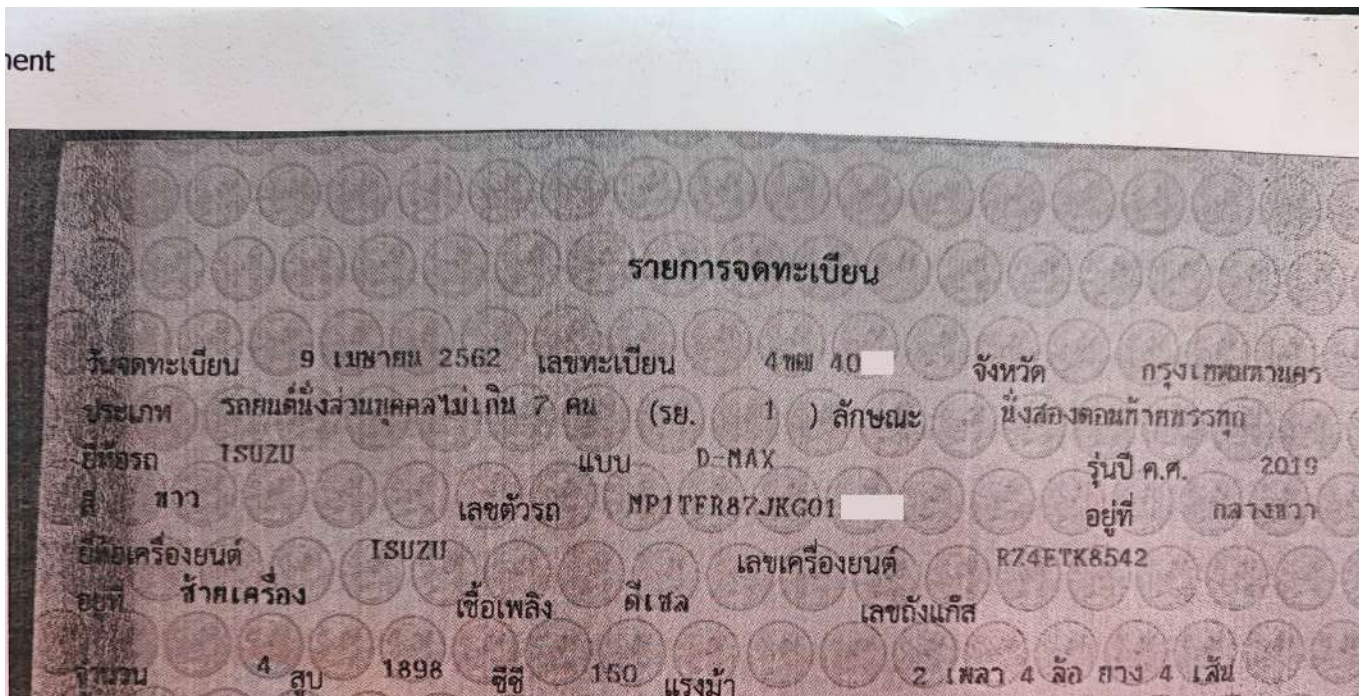 nent
รายการจดทะเบียน
วันจดทะเบียน 9 เมษายน 2562 เลขทะเบียน 40 จังหวัด กรุงเทพมหานคร
ประเภท รถยนต์นั่งส่วนบุคคลไม่เกิน 7 คน (รย. 1 ) ลักษณะ นั่งสองตอนท้ายบรรทุก
ยี่ห้อรถ ISUZU แบบ D-MAX รุ่นปี ค.ศ. 2019
สี ขาว เลขตัวรถ MP1TFR87JKG01 อยู่ที่ กลางขวา
ยี่ห้อเครื่องยนต์ ISUZU เลขเครื่องยนต์ RZ4ETK8542
อยู่ที่ ซ้ายเครื่อง เชื้อเพลิง ดีเซล เลขถังแก๊ส
จำนวน 4 สูบ 1898 ซีซี 150 แรงม้า 2 เพลา 4 ล้อ ยาง 4 เส้น